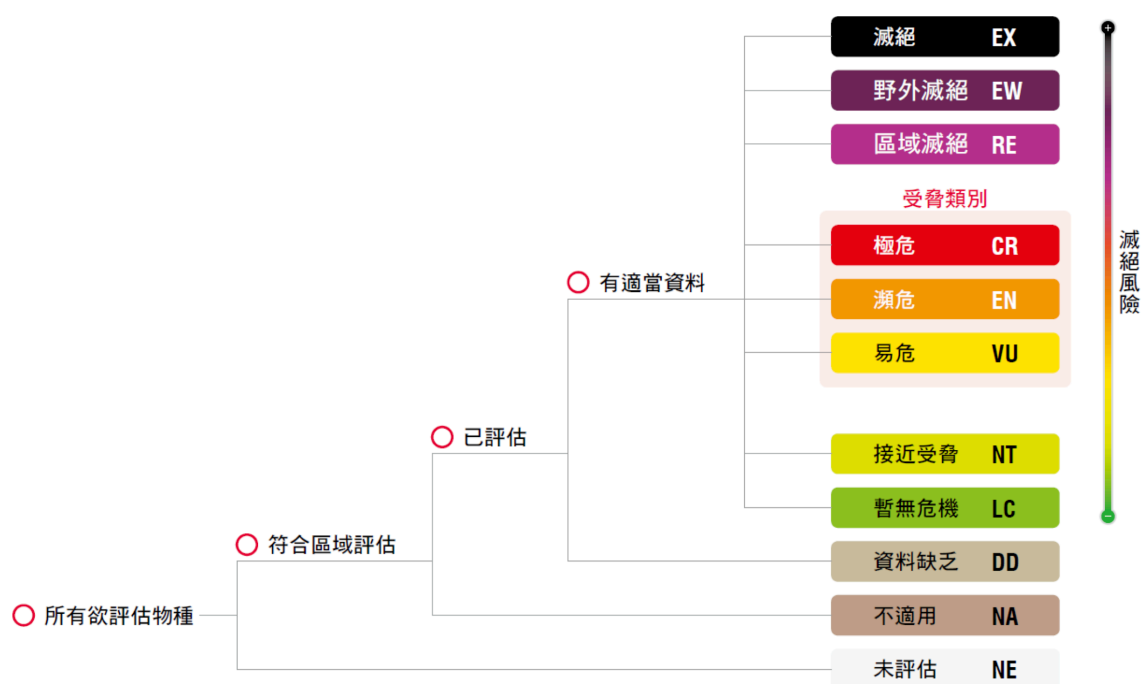 滅絕 EX
野外滅絕 EW
區域滅絕 RE
受脅類別
極危 CR
瀕危 EN
易危 VU
接近受脅 NT
暫無危機 LC
資料缺乏 DD
不適用 NA
未評估 NE
有適當資料
已評估
符合區域評估
所有欲評估物種
+
滅絕風險
−